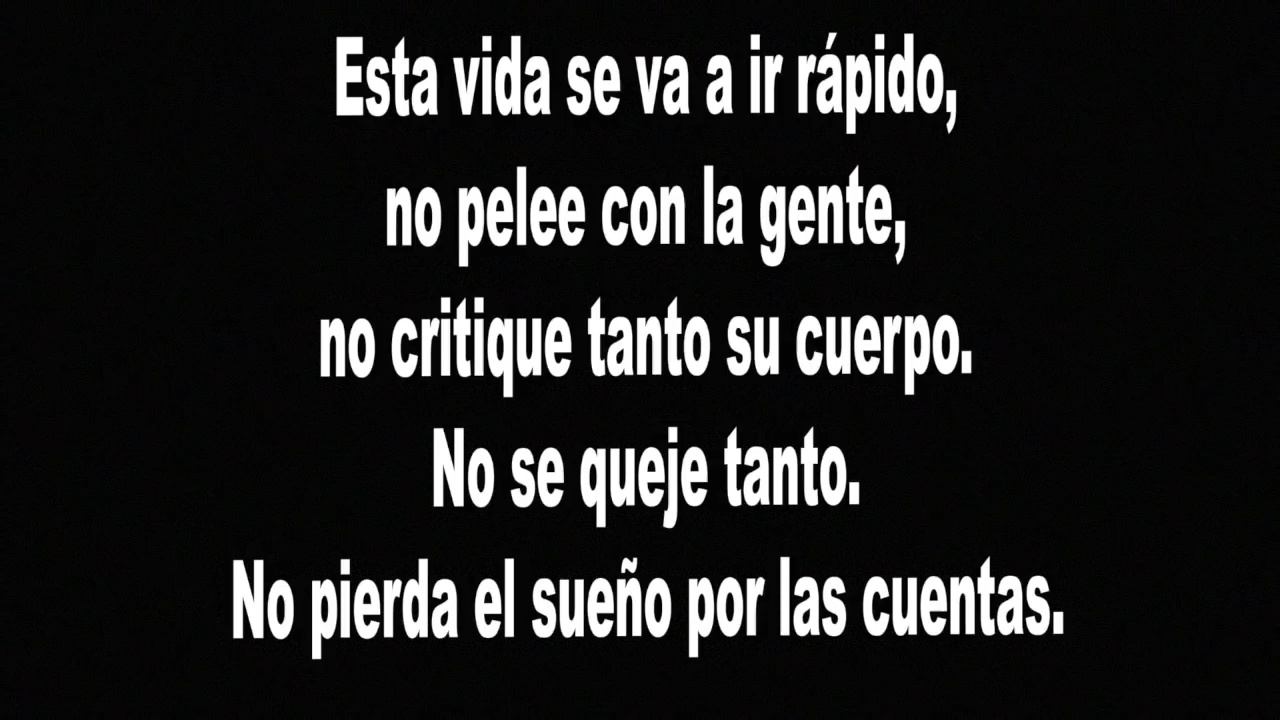 Esta vida se va a ir rápido,
no pelee con la gente,
no critique tanto su cuerpo.
No se queje tanto.
No pierda el sueño por las cuentas.